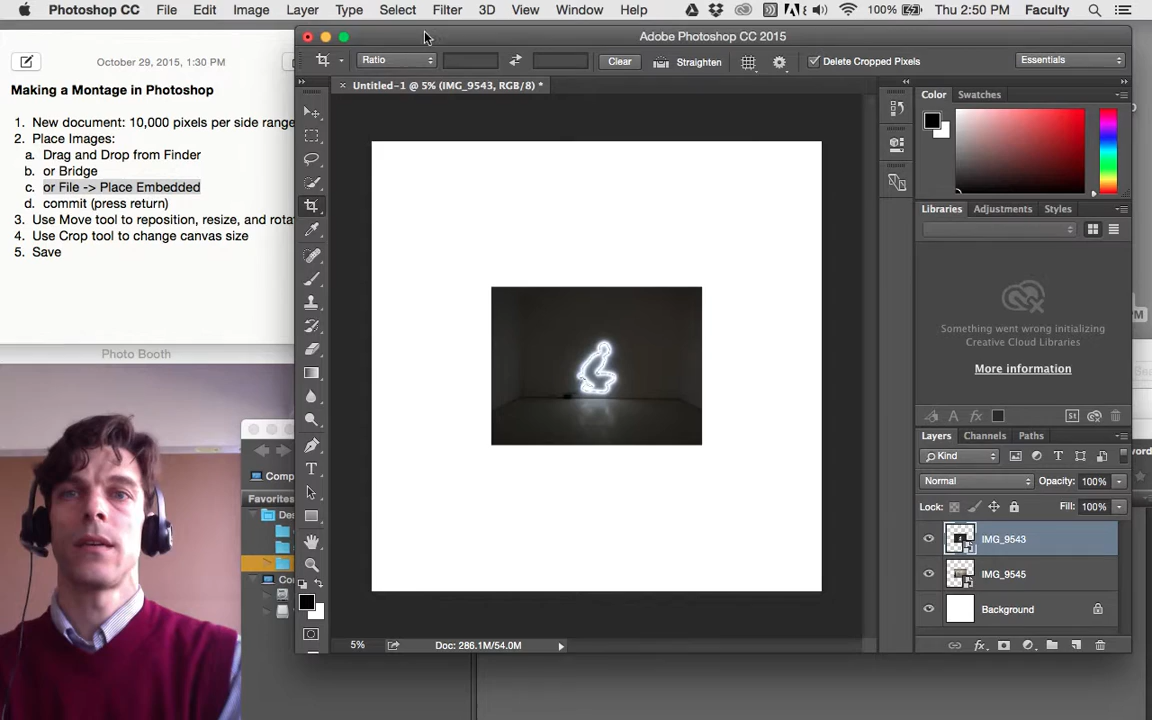 Photoshop CC File Edit Image Layer Type Select Filter 3D View Window Help 100% Thu 2:50 PM Faculty
Adobe Photoshop CC 2015
October 29, 2015, 1:30 PM
Ratio Clear Straighten Delete Cropped Pixels Essentials
Making a Montage in Photoshop
Untitled-1 @ 5% (IMG_9543, RGB/8) *
Color Swatches
1. New document: 10,000 pixels per side range
2. Place Images:
a. Drag and Drop from Finder
b. or Bridge
c. or File -> Place Embedded
d. commit (press return)
3. Use Move tool to reposition, resize, and rota
4. Use Crop tool to change canvas size
5. Save
Libraries Adjustments Styles
Something went wrong initializing
Creative Cloud Libraries
More information
Photo Booth
Layers Channels Paths
Kind
Normal Opacity: 100%
Lock: Fill: 100%
IMG_9543
IMG_9545
Background
Comp
Favorites
Des
Co
5% Doc: 286.1M/54.0M